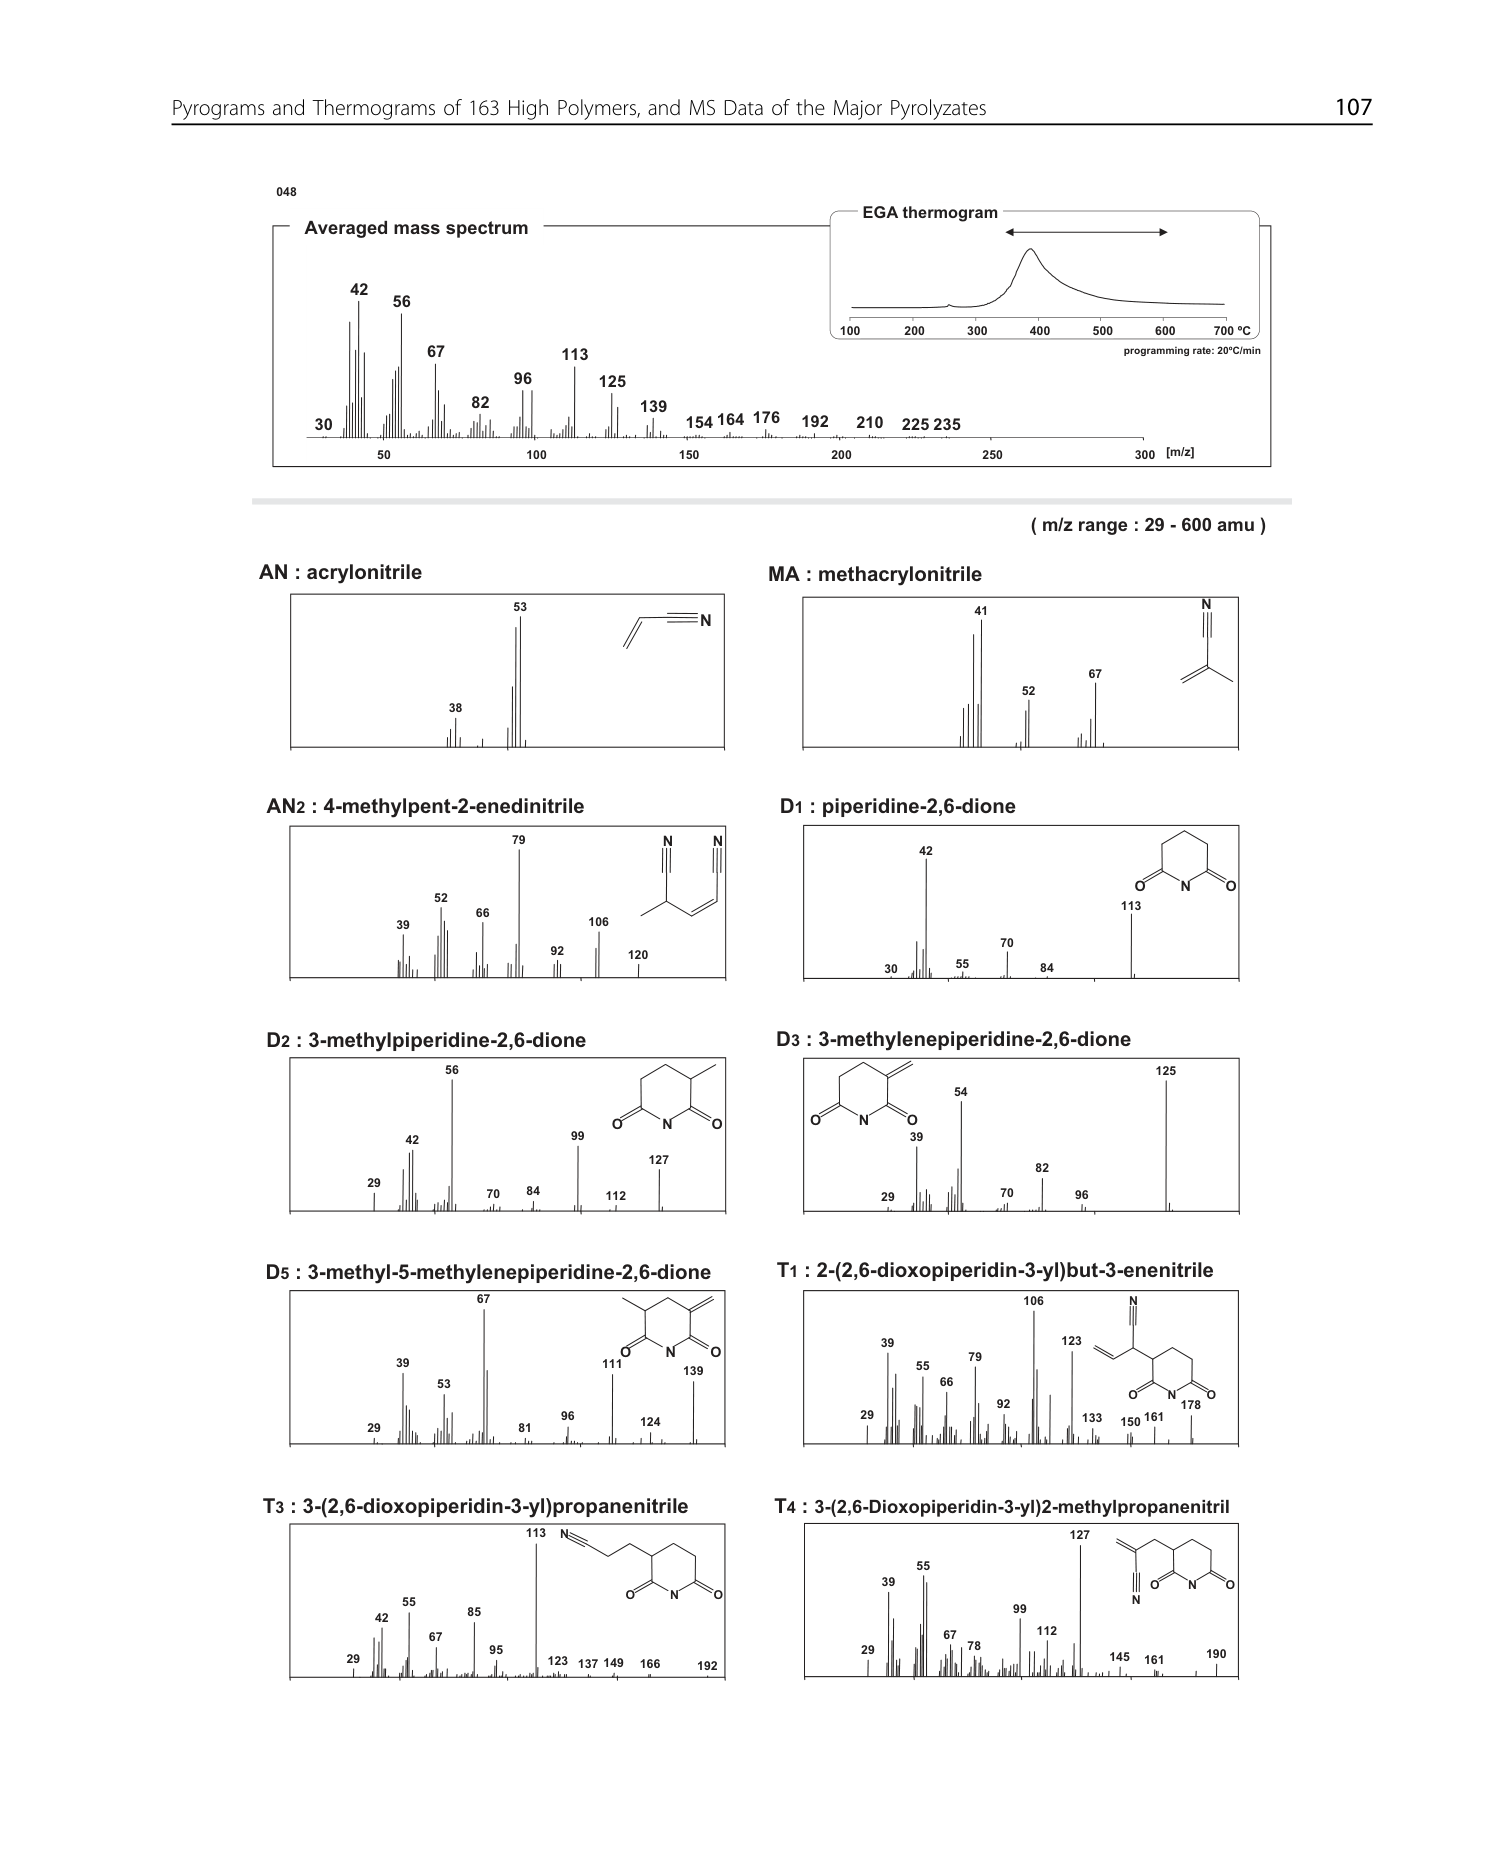 Pyrograms and Thermograms of 163 High Polymers, and MS Data of the Major Pyrolyzates 107
048
Averaged mass spectrum
EGA thermogram
100 200 300 400 500 600 700 ºC
programming rate: 20ºC/min
30 42 56 67 82 96 113 125 139 154 164 176 192 210 225 235
50 100 150 200 250 300 [m/z]
( m/z range : 29 - 600 amu )
AN : acrylonitrile
38 53
N
MA : methacrylonitrile
41 52 67
N
AN2 : 4-methylpent-2-enedinitrile
39 52 66 79 92 106 120
N N
D1 : piperidine-2,6-dione
30 42 55 70 84 113
O N O
D2 : 3-methylpiperidine-2,6-dione
29 42 56 70 84 99 112 127
O N O
D3 : 3-methylenepiperidine-2,6-dione
29 39 54 70 82 96 125
O N O
D5 : 3-methyl-5-methylenepiperidine-2,6-dione
29 39 53 67 81 96 111 124 139
O N O
T1 : 2-(2,6-dioxopiperidin-3-yl)but-3-enenitrile
29 39 55 66 79 92 106 123 133 150 161 178
N
O N O
T3 : 3-(2,6-dioxopiperidin-3-yl)propanenitrile
29 42 55 67 85 95 113 123 137 149 166 192
N
O N O
T4 : 3-(2,6-Dioxopiperidin-3-yl)2-methylpropanenitril
29 39 55 67 78 99 112 127 145 161 190
N
O N O